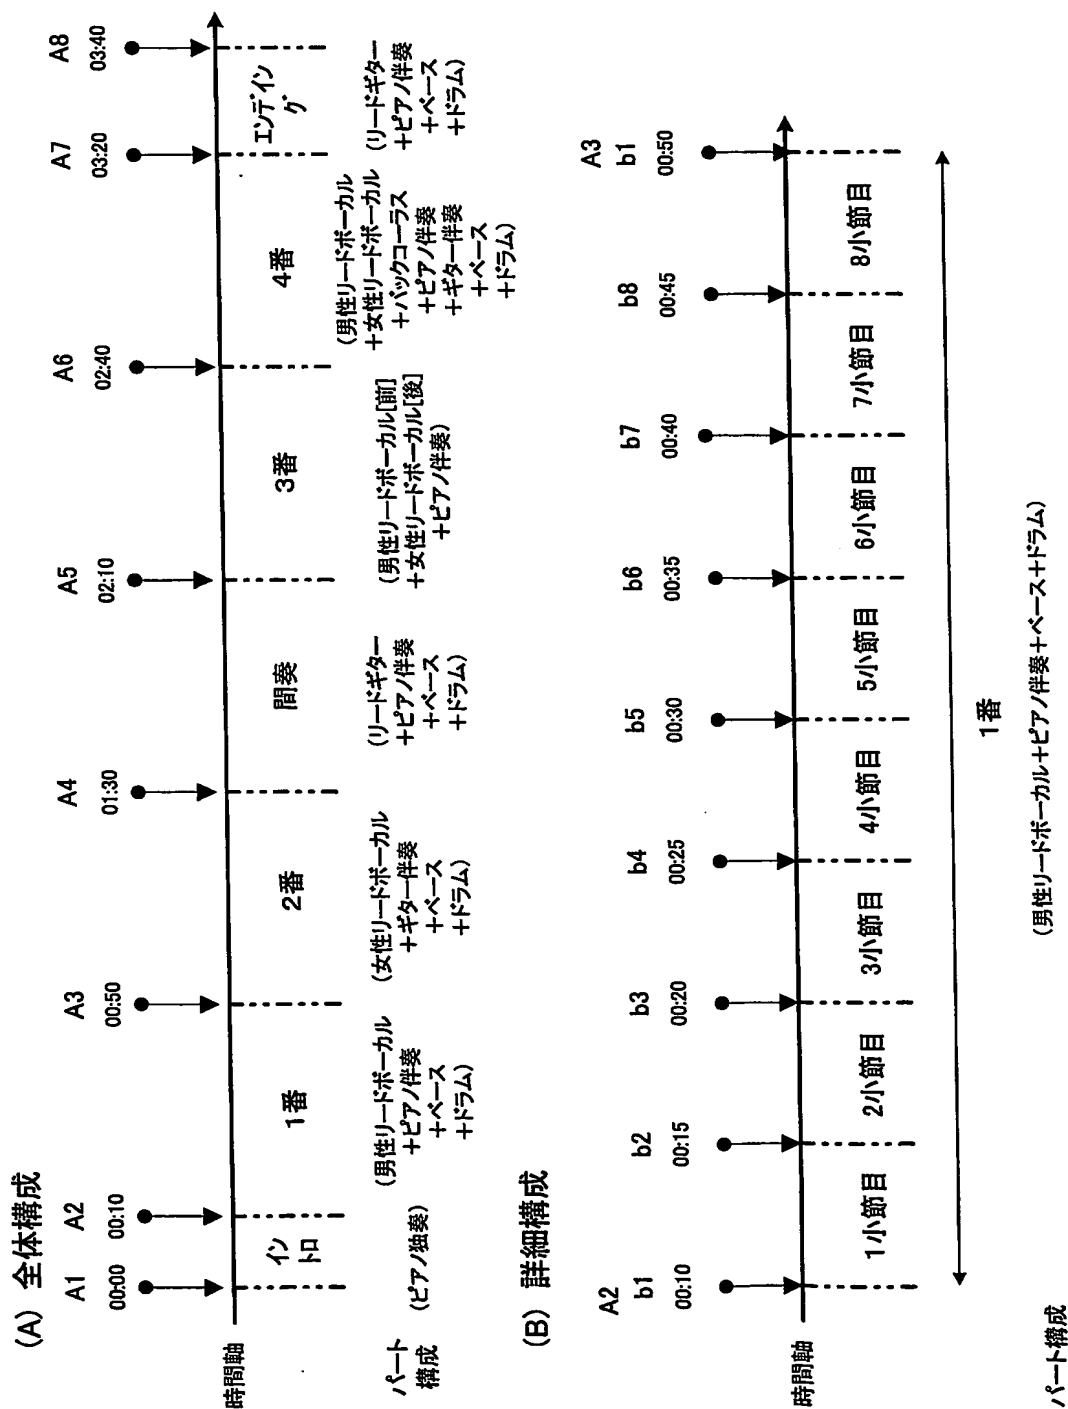 (A) 全体構成
A1
00:00
A2
00:10
A3
00:50
A4
01:30
A5
02:10
A6
02:40
A7
03:20
A8
03:40
時間軸
イン
トロ
1番
2番
間奏
3番
4番
エンディン
グ
パート
構成
(ピアノ独奏)
(男性リードボーカル
+ピアノ伴奏
+ベース
+ドラム)
(女性リードボーカル
+ギター伴奏
+ベース
+ドラム)
(リードギター
+ピアノ伴奏
+ベース
+ドラム)
(男性リードボーカル[前]
+女性リードボーカル[後]
+ピアノ伴奏)
(男性リードボーカル
+女性リードボーカル
+バックコーラス
+ピアノ伴奏
+ギター伴奏
+ベース
+ドラム)
(リードギター
+ピアノ伴奏
+ベース
+ドラム)
(B) 詳細構成
A2
b1
00:10
b2
00:15
b3
00:20
b4
00:25
b5
00:30
b6
00:35
b7
00:40
b8
00:45
A3
b1
00:50
時間軸
1小節目
2小節目
3小節目
4小節目
5小節目
6小節目
7小節目
8小節目
1番
パート構成
(男性リードボーカル+ピアノ伴奏+ベース+ドラム)